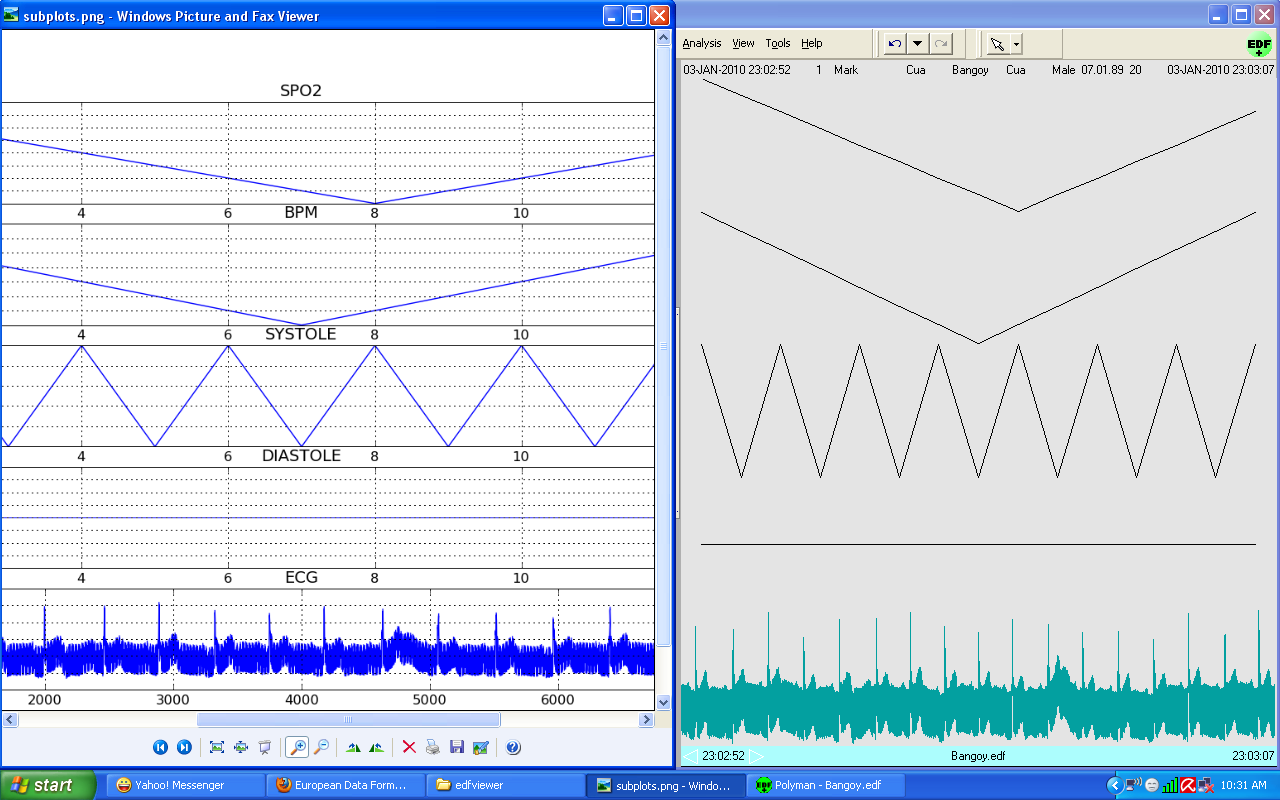 subplots.png - Windows Picture and Fax Viewer
SPO2
4 6 8 10
BPM
4 6 8 10
SYSTOLE
4 6 8 10
DIASTOLE
4 6 8 10
ECG
2000 3000 4000 5000 6000
Analysis View Tools Help
EDF+
03-JAN-2010 23:02:52 1 Mark Cua Bangoy Cua Male 07.01.89 20 03-JAN-2010 23:03:07
23:02:52 Bangoy.edf 23:03:07
start Yahoo! Messenger European Data Form... edfviewer subplots.png - Windo... Polyman - Bangoy.edf 10:31 AM